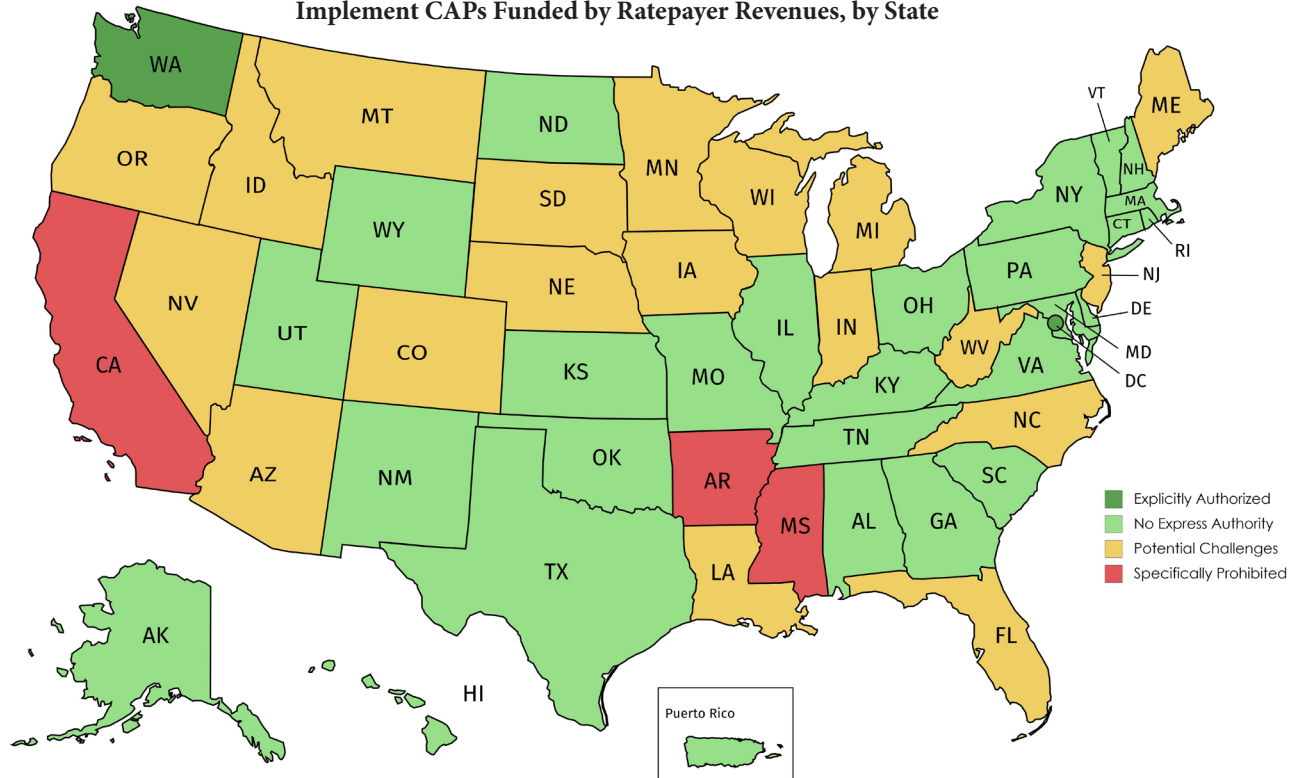 Implement CAPs Funded by Ratepayer Revenues, by State
WA
MT
ND
MN
OR
ID
SD
WI
MI
VT
ME
NH
NY
MA
CT
RI
WY
NV
UT
CO
NE
IA
IL
IN
OH
PA
NJ
DE
MD
DC
WV
VA
CA
KS
MO
KY
NC
TN
AZ
NM
OK
AR
SC
MS
AL
GA
TX
LA
FL
AK
HI
Explicitly Authorized
No Express Authority
Potential Challenges
Specifically Prohibited
Puerto Rico